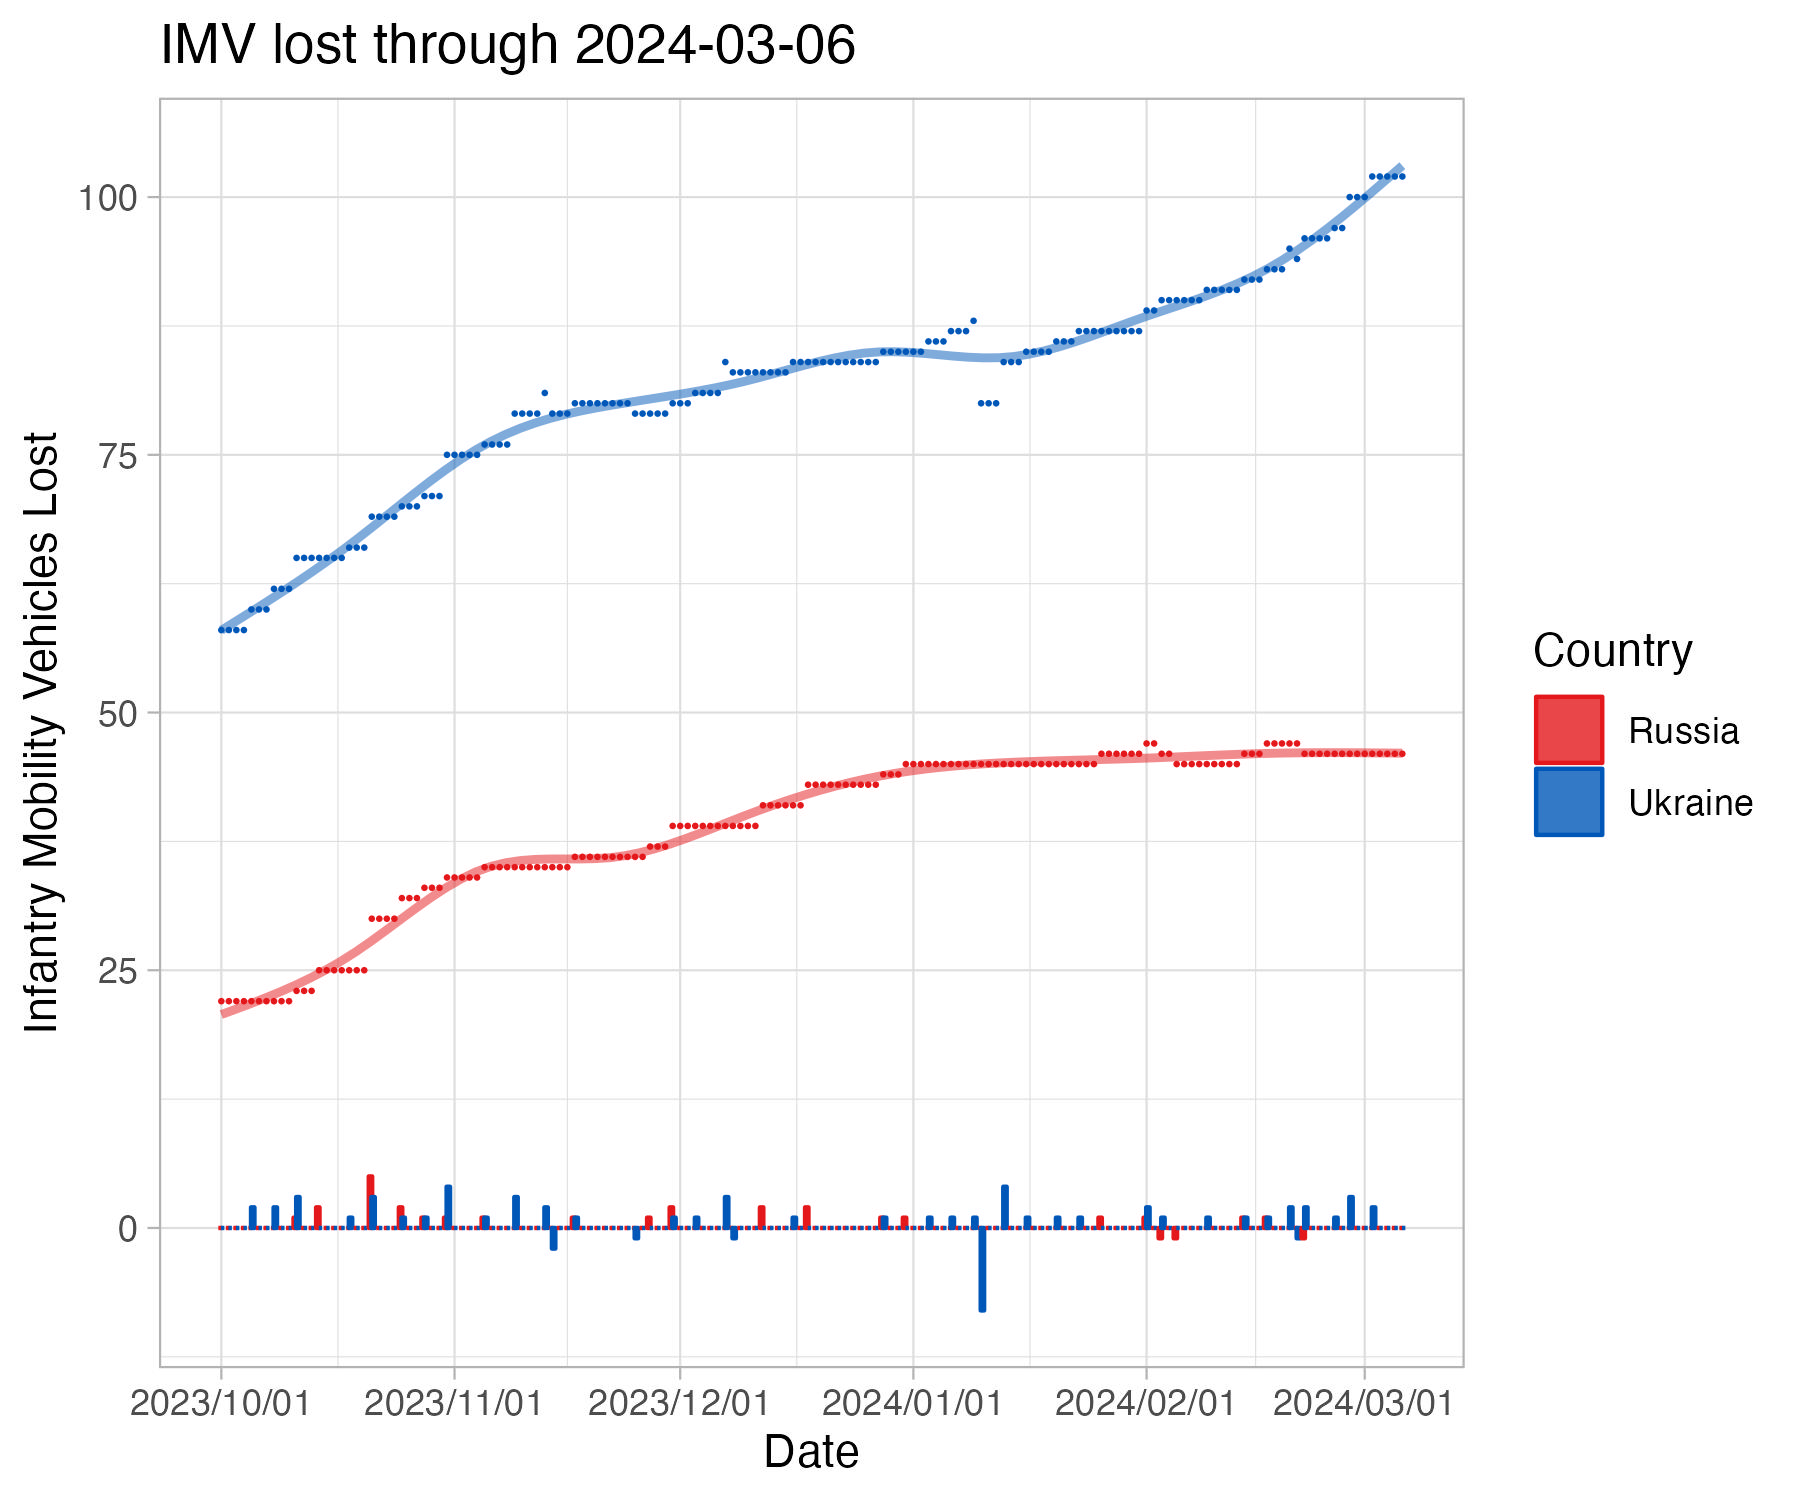 IMV lost through 2024-03-06
Infantry Mobility Vehicles Lost
100
75
50
25
0
2023/10/01 2023/11/01 2023/12/01 2024/01/01 2024/02/01 2024/03/01
Date
Country
Russia
Ukraine